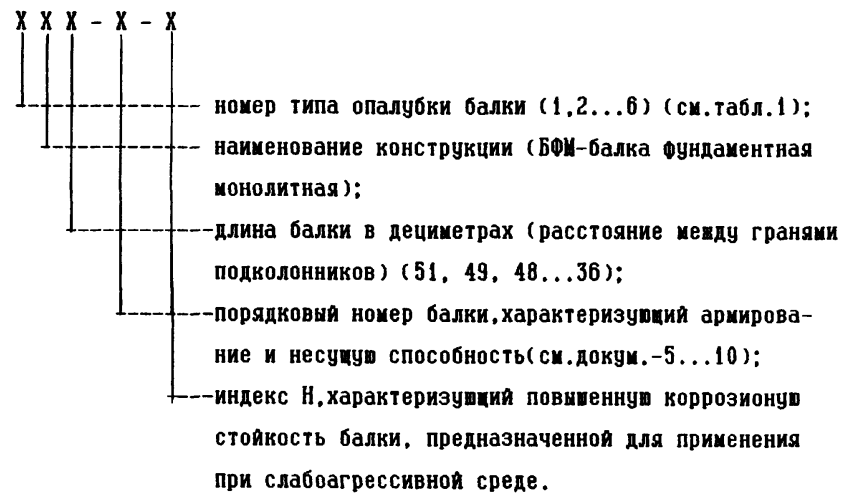 X X X - X - X
номер типа опалубки балки (1,2...6) (см.табл.1);
наименование конструкции (БФМ-балка фундаментная
монолитная);
длина балки в дециметрах (расстояние между гранями
подколонников) (51, 49, 48...36);
порядковый номер балки,характеризующий армирова-
ние и несущую способность(см.докум.-5...10);
индекс Н,характеризующий повышенную коррозионую
стойкость балки, предназначенной для применения
при слабоагрессивной среде.